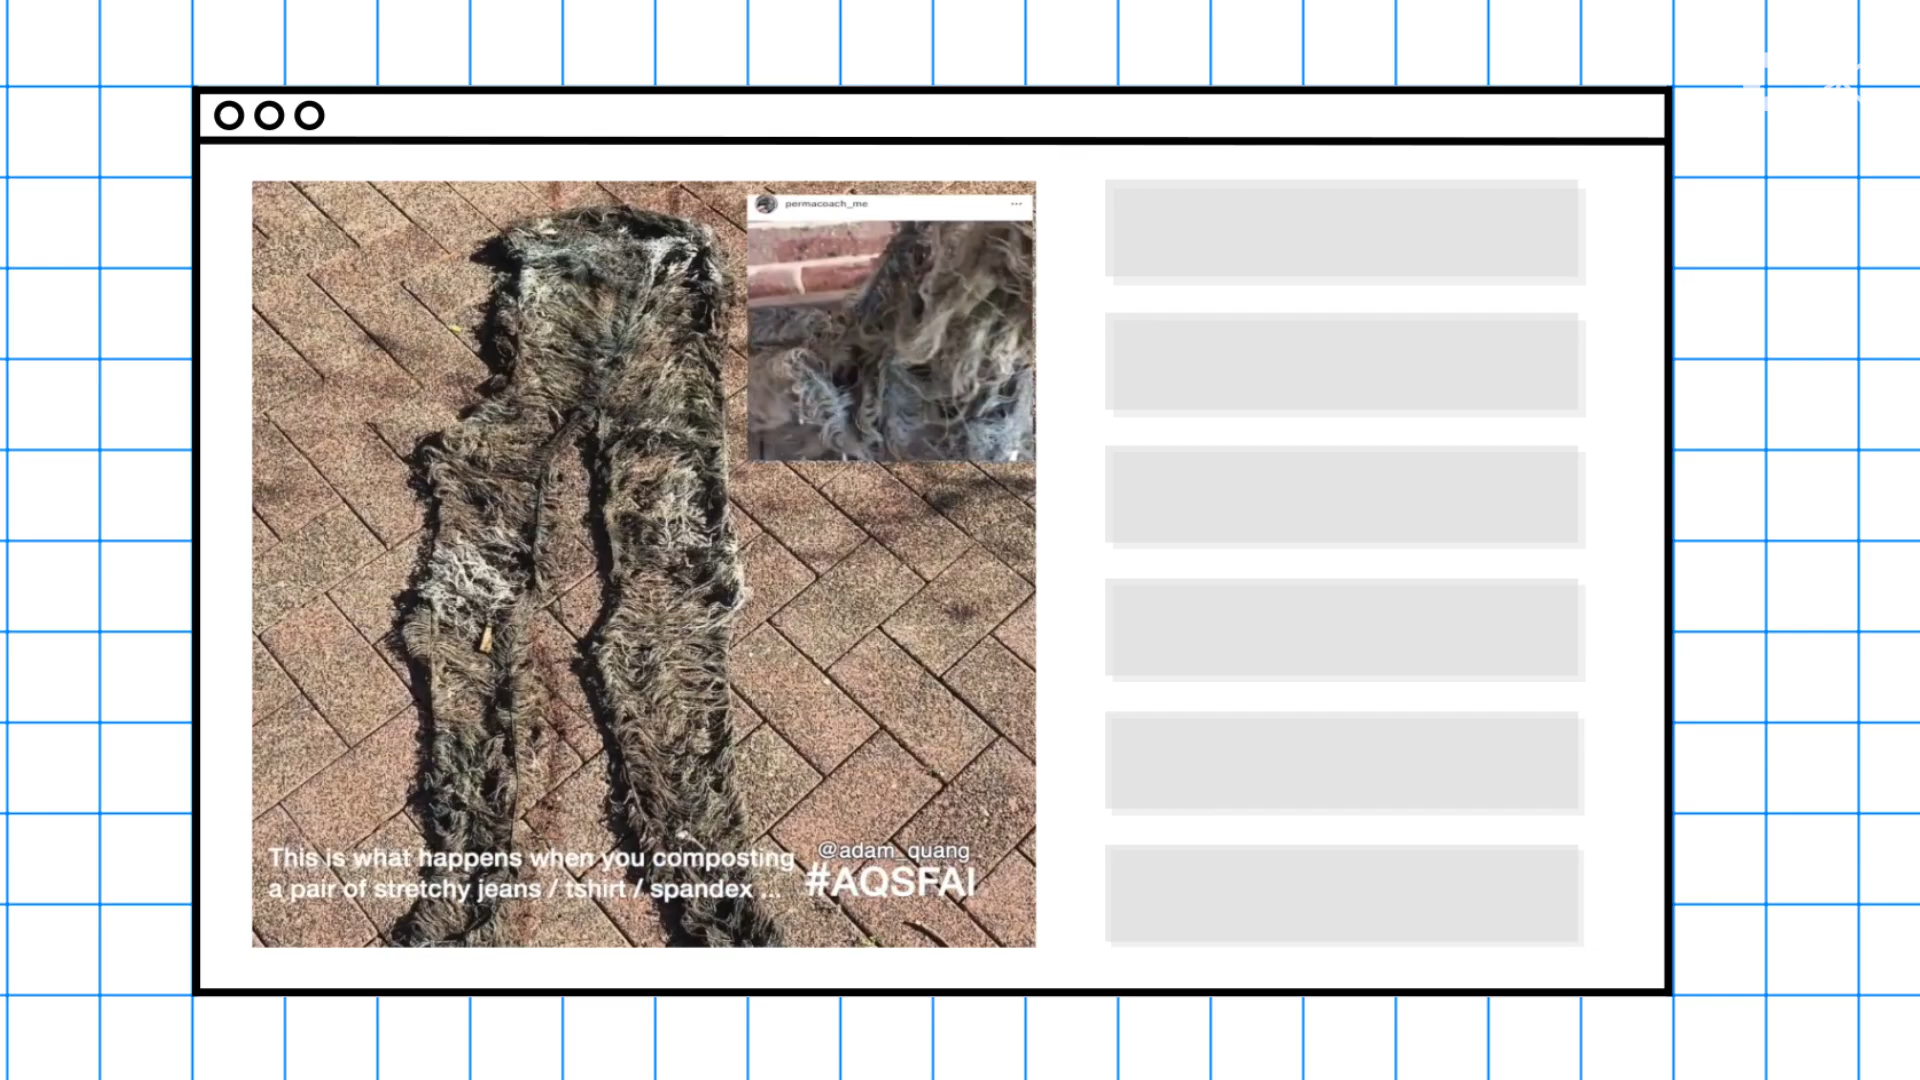 permacoach_me
This is what happens when you composting
a pair of stretchy jeans / tshirt / spandex ...
@adam_quang
#AQSFAI